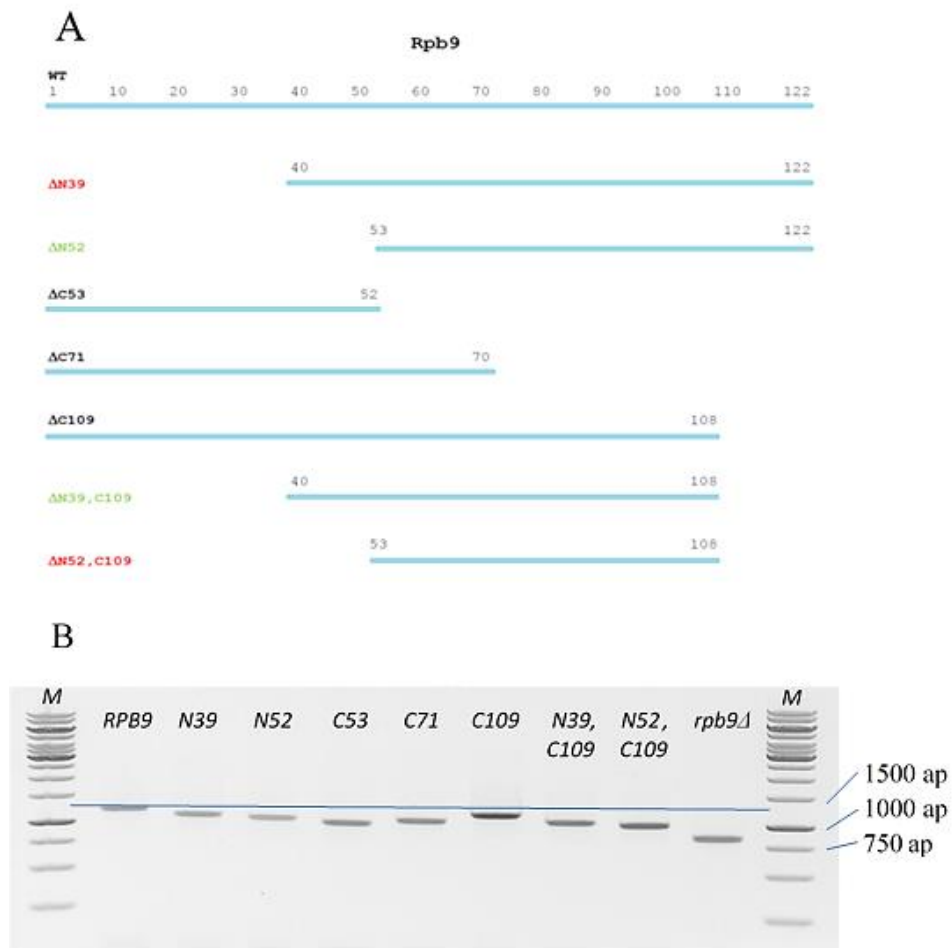 A
Rpb9
WT
1 10 20 30 40 50 60 70 80 90 100 110 122
40 122
ΔN39
53 122
ΔN52
ΔC53 52
ΔC71 70
ΔC109 108
40 108
ΔN39,C109
53 108
ΔN52,C109
B
M RPB9 N39 N52 C53 C71 C109 N39, N52, rpb9Δ M
C109 C109
1500 ap
1000 ap
750 ap